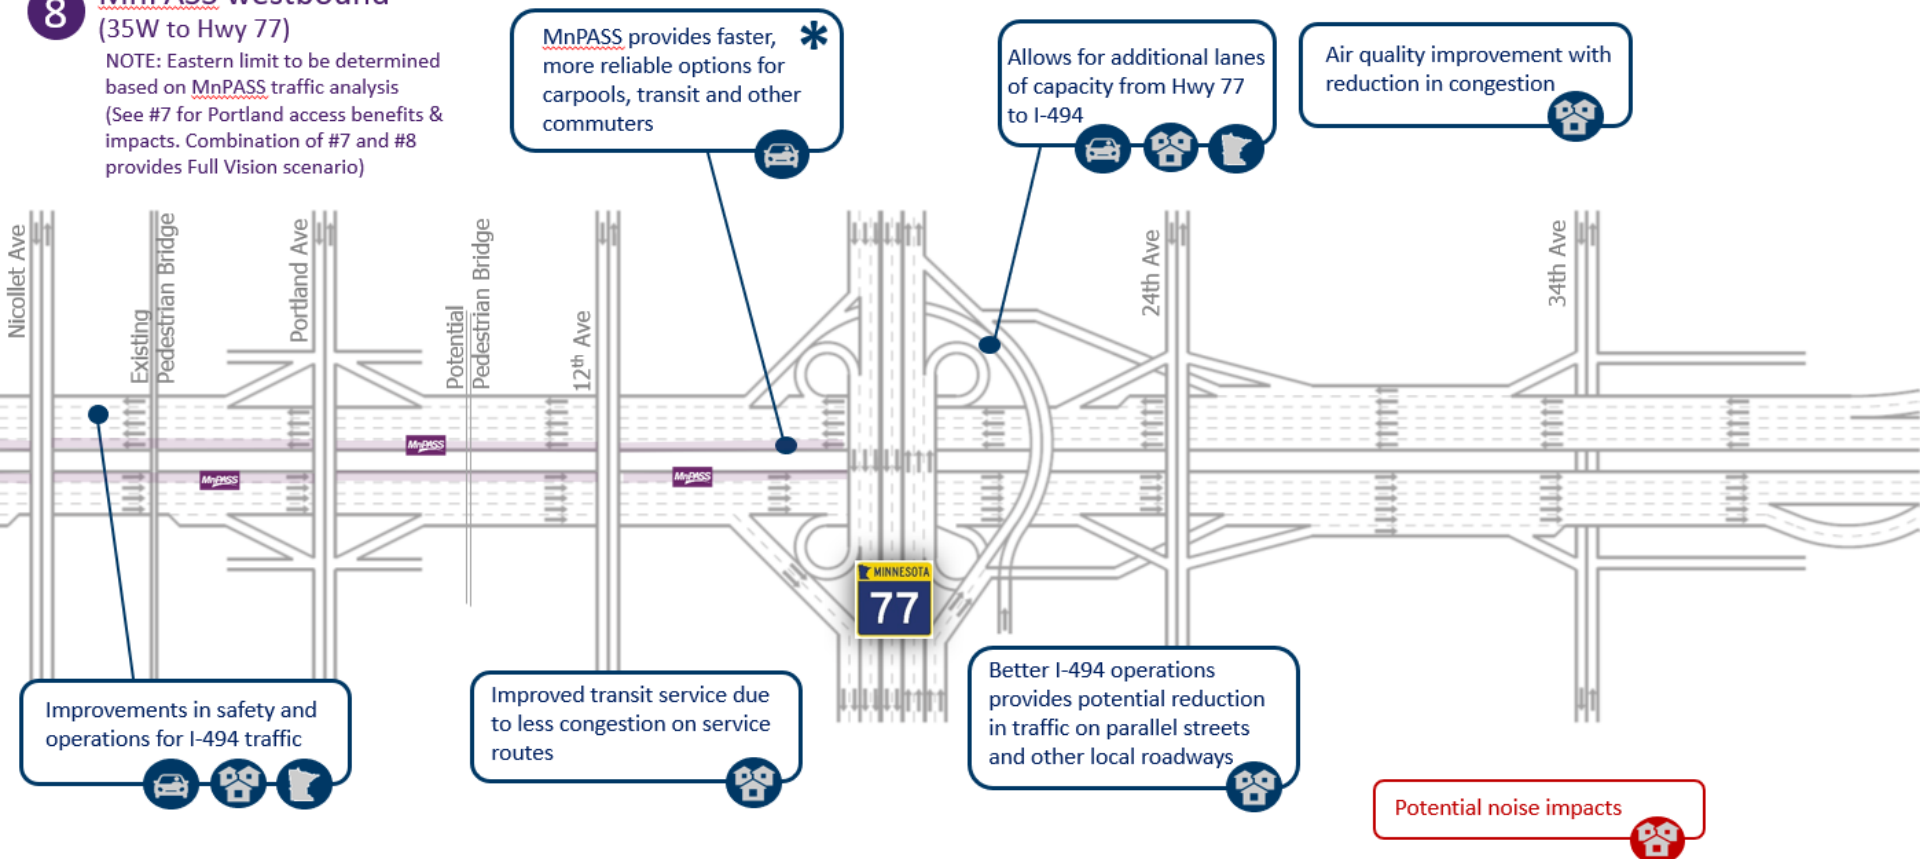 8
MnPASS westbound
(35W to Hwy 77)
NOTE: Eastern limit to be determined
based on MnPASS traffic analysis
(See #7 for Portland access benefits &
impacts. Combination of #7 and #8
provides Full Vision scenario)
MnPASS provides faster,
more reliable options for
carpools, transit and other
commuters
*
Allows for additional lanes
of capacity from Hwy 77
to I-494
Air quality improvement with
reduction in congestion
Nicollet Ave
Existing
Pedestrian Bridge
Portland Ave
Potential
Pedestrian Bridge
12th Ave
24th Ave
34th Ave
MnPASS
MnPASS
MnPASS
MINNESOTA
77
Improvements in safety and
operations for I-494 traffic
Improved transit service due
to less congestion on service
routes
Better I-494 operations
provides potential reduction
in traffic on parallel streets
and other local roadways
Potential noise impacts